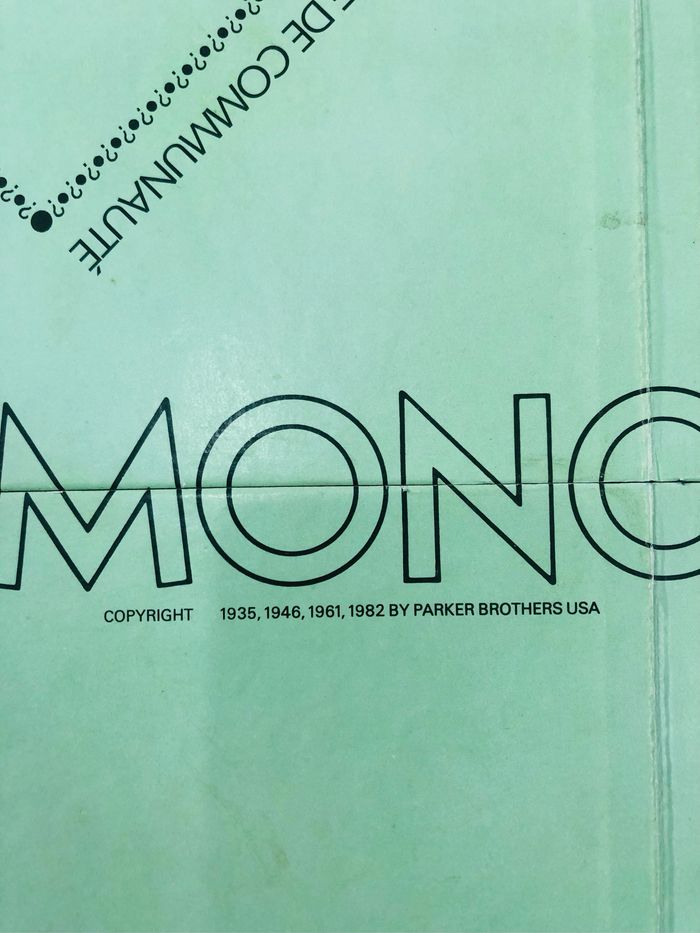 DE COMMUNAUTÉ
MONO
COPYRIGHT 1935, 1946, 1961, 1982 BY PARKER BROTHERS USA